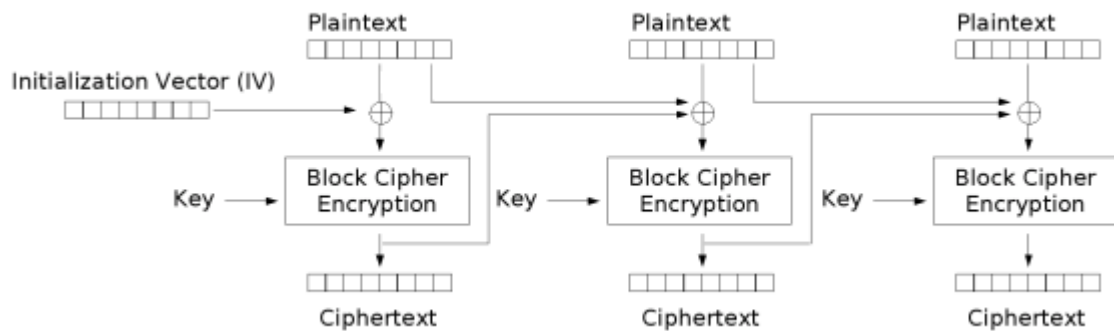 Plaintext Plaintext Plaintext
Initialization Vector (IV)
Key Block Cipher Encryption Key Block Cipher Encryption Key Block Cipher Encryption
Ciphertext Ciphertext Ciphertext